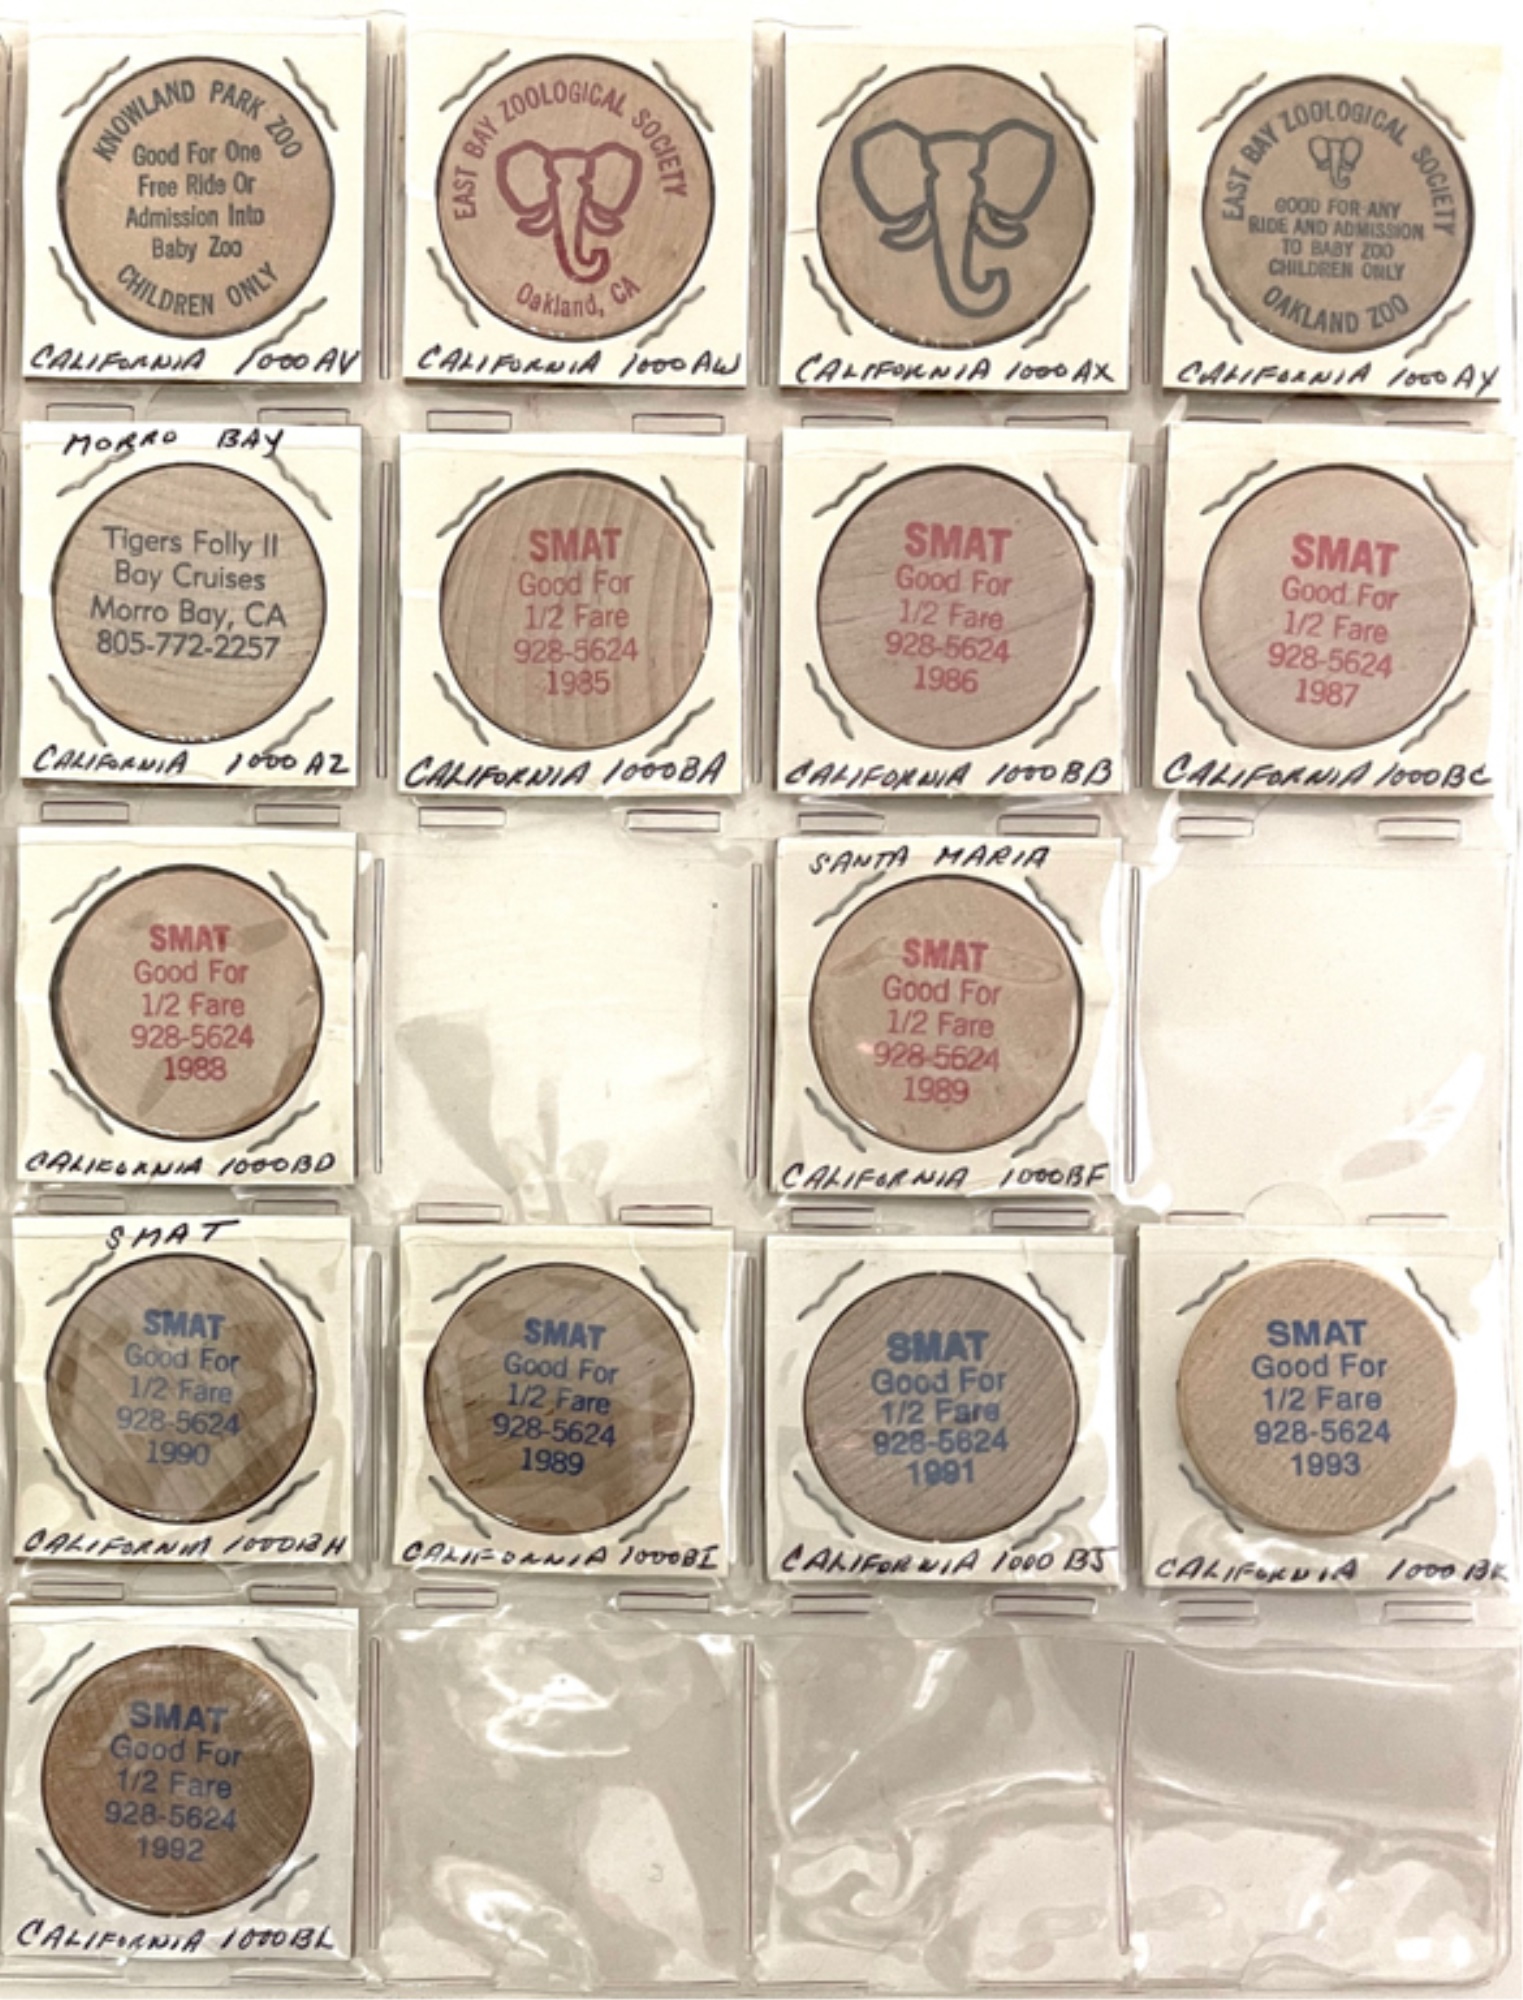 KNOWLAND PARK ZOO
Good For One
Free Ride Or
Admission Into
Baby Zoo
CHILDREN ONLY
CALIFORNIA 1000AV
EAST BAY ZOOLOGICAL SOCIETY
Oakland, CA
CALIFORNIA 1000AW
CALIFORNIA 1000AX
EAST BAY ZOOLOGICAL SOCIETY
GOOD FOR ANY
RIDE AND ADMISSION
TO BABY ZOO
CHILDREN ONLY
OAKLAND ZOO
CALIFORNIA 1000AY
MORRO BAY
Tigers Folly II
Bay Cruises
Morro Bay, CA
805-772-2257
CALIFORNIA 1000AZ
SMAT
Good For
1/2 Fare
928-5624
1985
CALIFORNIA 1000BA
SMAT
Good For
1/2 Fare
928-5624
1986
CALIFORNIA 1000BB
SMAT
Good For
1/2 Fare
928-5624
1987
CALIFORNIA 1000BC
SMAT
Good For
1/2 Fare
928-5624
1988
CALIFORNIA 1000BD
SANTA MARIA
SMAT
Good For
1/2 Fare
928-5624
1989
CALIFORNIA 1000BF
SMAT
SMAT
Good For
1/2 Fare
928-5624
1990
CALIFORNIA 1000BH
SMAT
Good For
1/2 Fare
928-5624
1989
CALIFORNIA 1000BI
SMAT
Good For
1/2 Fare
928-5624
1991
CALIFORNIA 1000 BJ
SMAT
Good For
1/2 Fare
928-5624
1993
CALIFORNIA 1000BK
SMAT
Good For
1/2 Fare
928-5624
1992
CALIFORNIA 1000BL